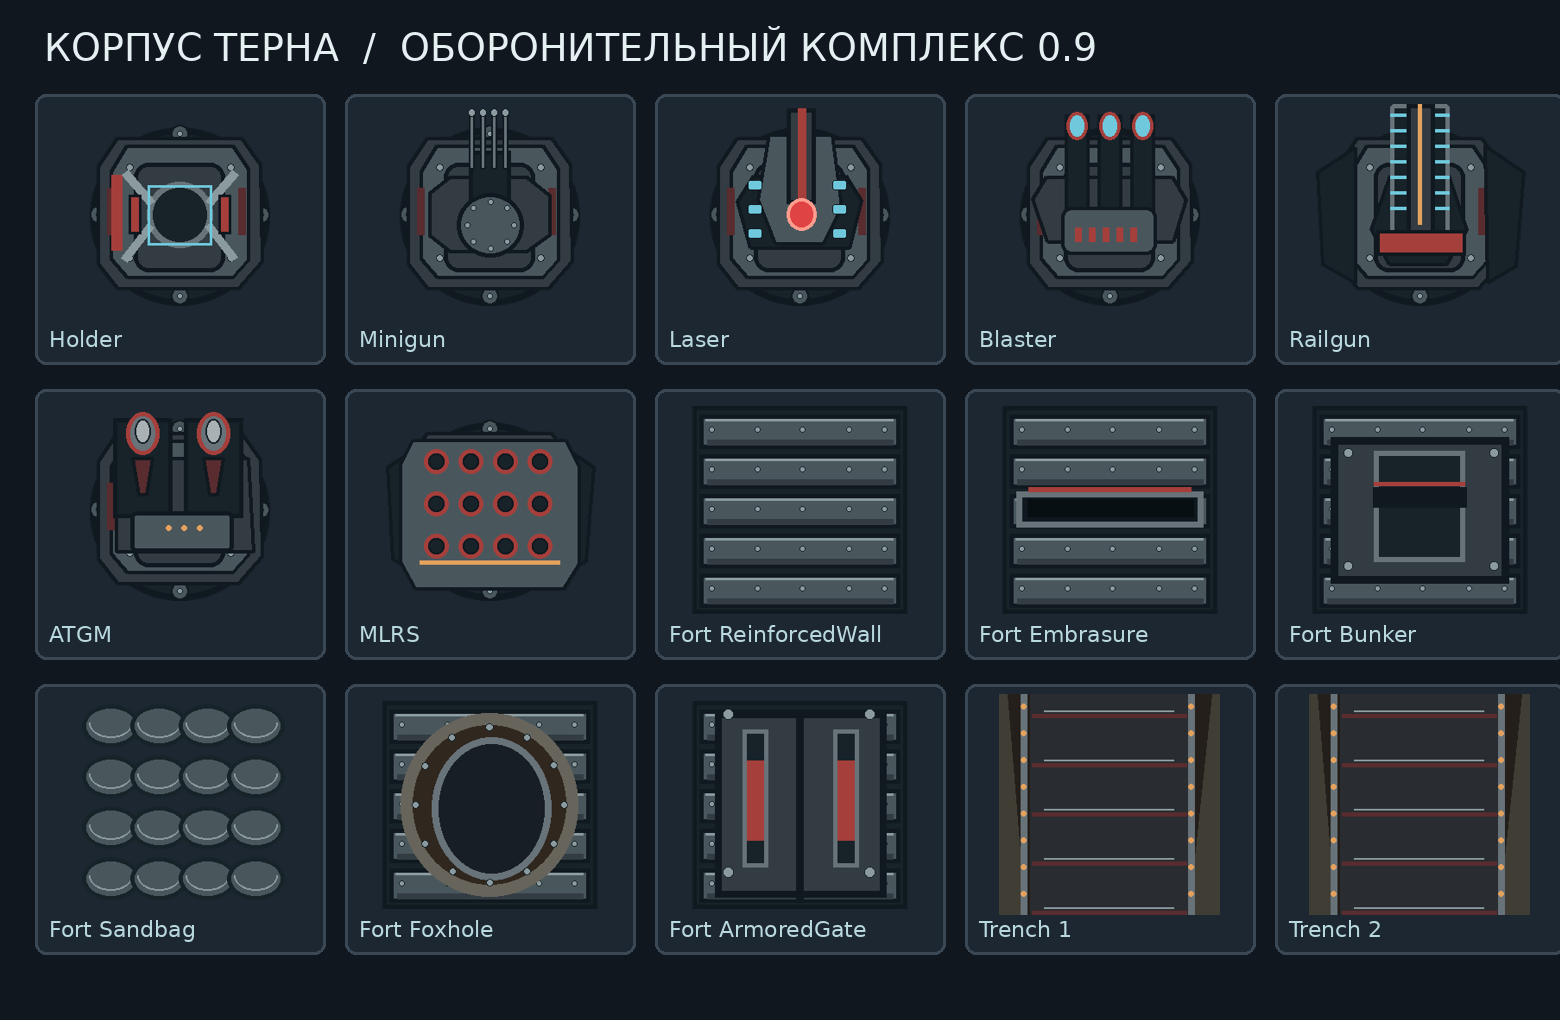 КОРПУС ТЕРНА / ОБОРОНИТЕЛЬНЫЙ КОМПЛЕКС 0.9
Holder
Minigun
Laser
Blaster
Railgun
ATGM
MLRS
Fort ReinforcedWall
Fort Embrasure
Fort Bunker
Fort Sandbag
Fort Foxhole
Fort ArmoredGate
Trench 1
Trench 2